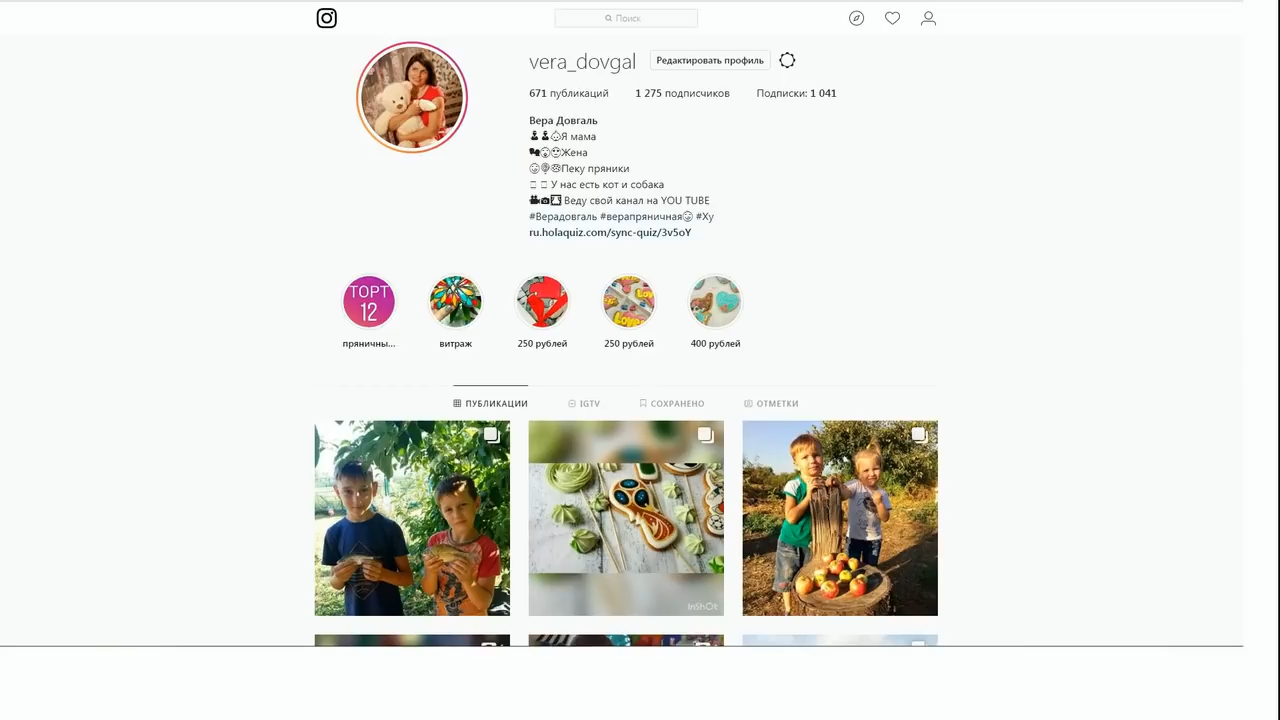 Поиск
vera_dovgal Редактировать профиль
671 публикаций 1 275 подписчиков Подписки: 1 041
Вера Довгаль
Я мама
Жена
Пеку пряники
У нас есть кот и собака
Веду свой канал на YOU TUBE
#Верадовгаль #верапряничная #Ху
ru.holaquiz.com/sync-quiz/3v5oY
ТОРТ
12
пряничны... витраж 250 рублей 250 рублей 400 рублей
ПУБЛИКАЦИИ IGTV СОХРАНЕНО ОТМЕТКИ
InShOt